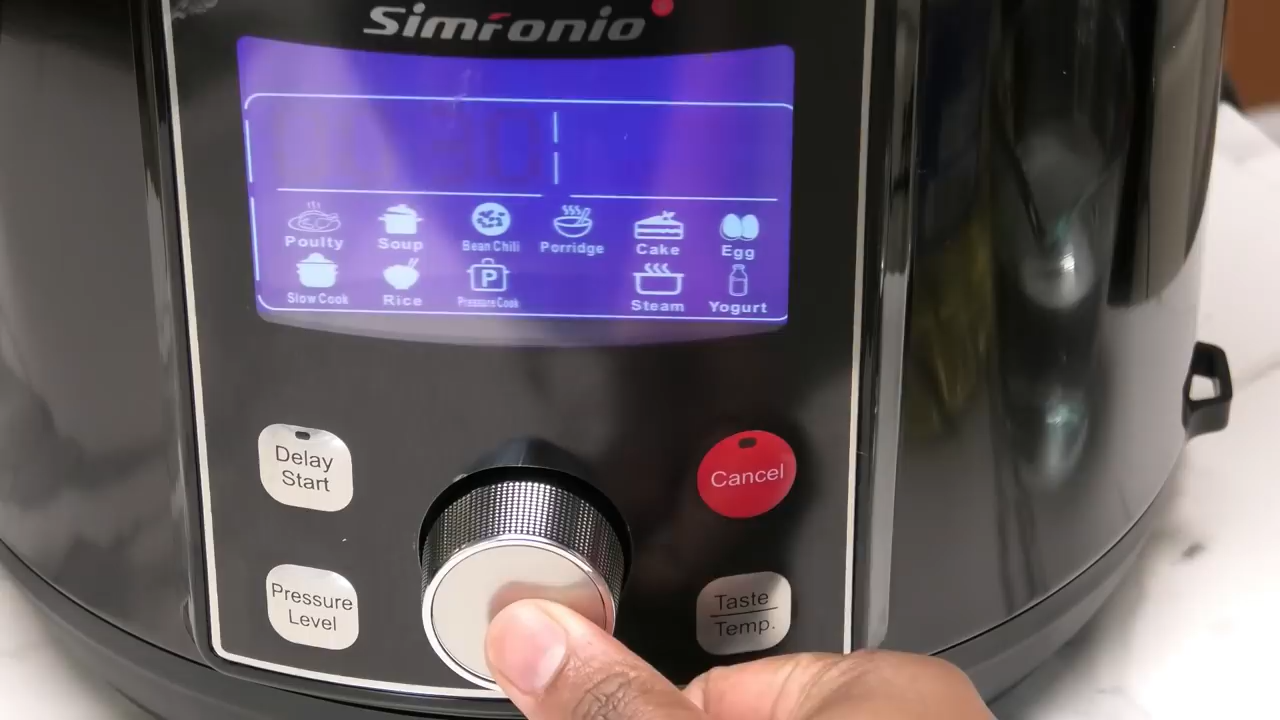 Simfonio
Poulty Soup Bean Chili Porridge Cake Egg
Slow Cook Rice P Pressure Cook Steam Yogurt
Delay
Start
Cancel
Pressure
Level
Taste
Temp.